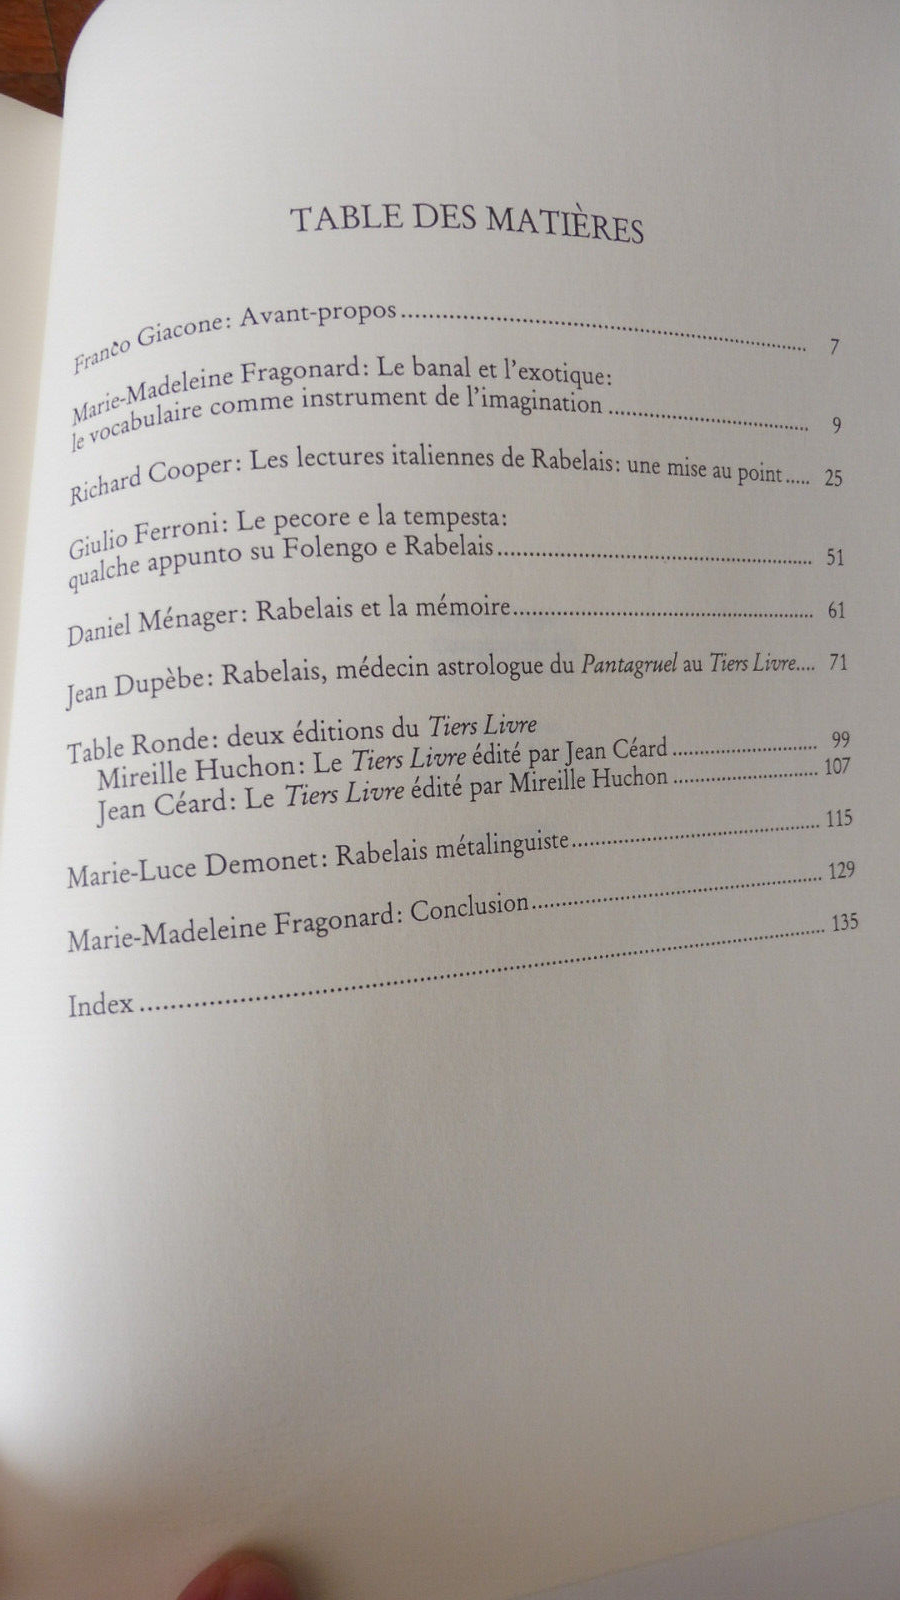 TABLE DES MATIÈRES
Franco Giacone: Avant-propos.......... 7
Marie-Madeleine Fragonard: Le banal et l'exotique:
le vocabulaire comme instrument de l'imagination.......... 9
Richard Cooper: Les lectures italiennes de Rabelais: une mise au point..... 25
Giulio Ferroni: Le pecore e la tempesta:
qualche appunto su Folengo e Rabelais.......... 51
Daniel Ménager: Rabelais et la mémoire.......... 61
Jean Dupèbe: Rabelais, médecin astrologue du Pantagruel au Tiers Livre.... 71
Table Ronde: deux éditions du Tiers Livre
Mireille Huchon: Le Tiers Livre édité par Jean Céard.......... 99
Jean Céard: Le Tiers Livre édité par Mireille Huchon.......... 107
Marie-Luce Demonet: Rabelais métalinguiste.......... 115
Marie-Madeleine Fragonard: Conclusion.......... 129
Index.......... 135